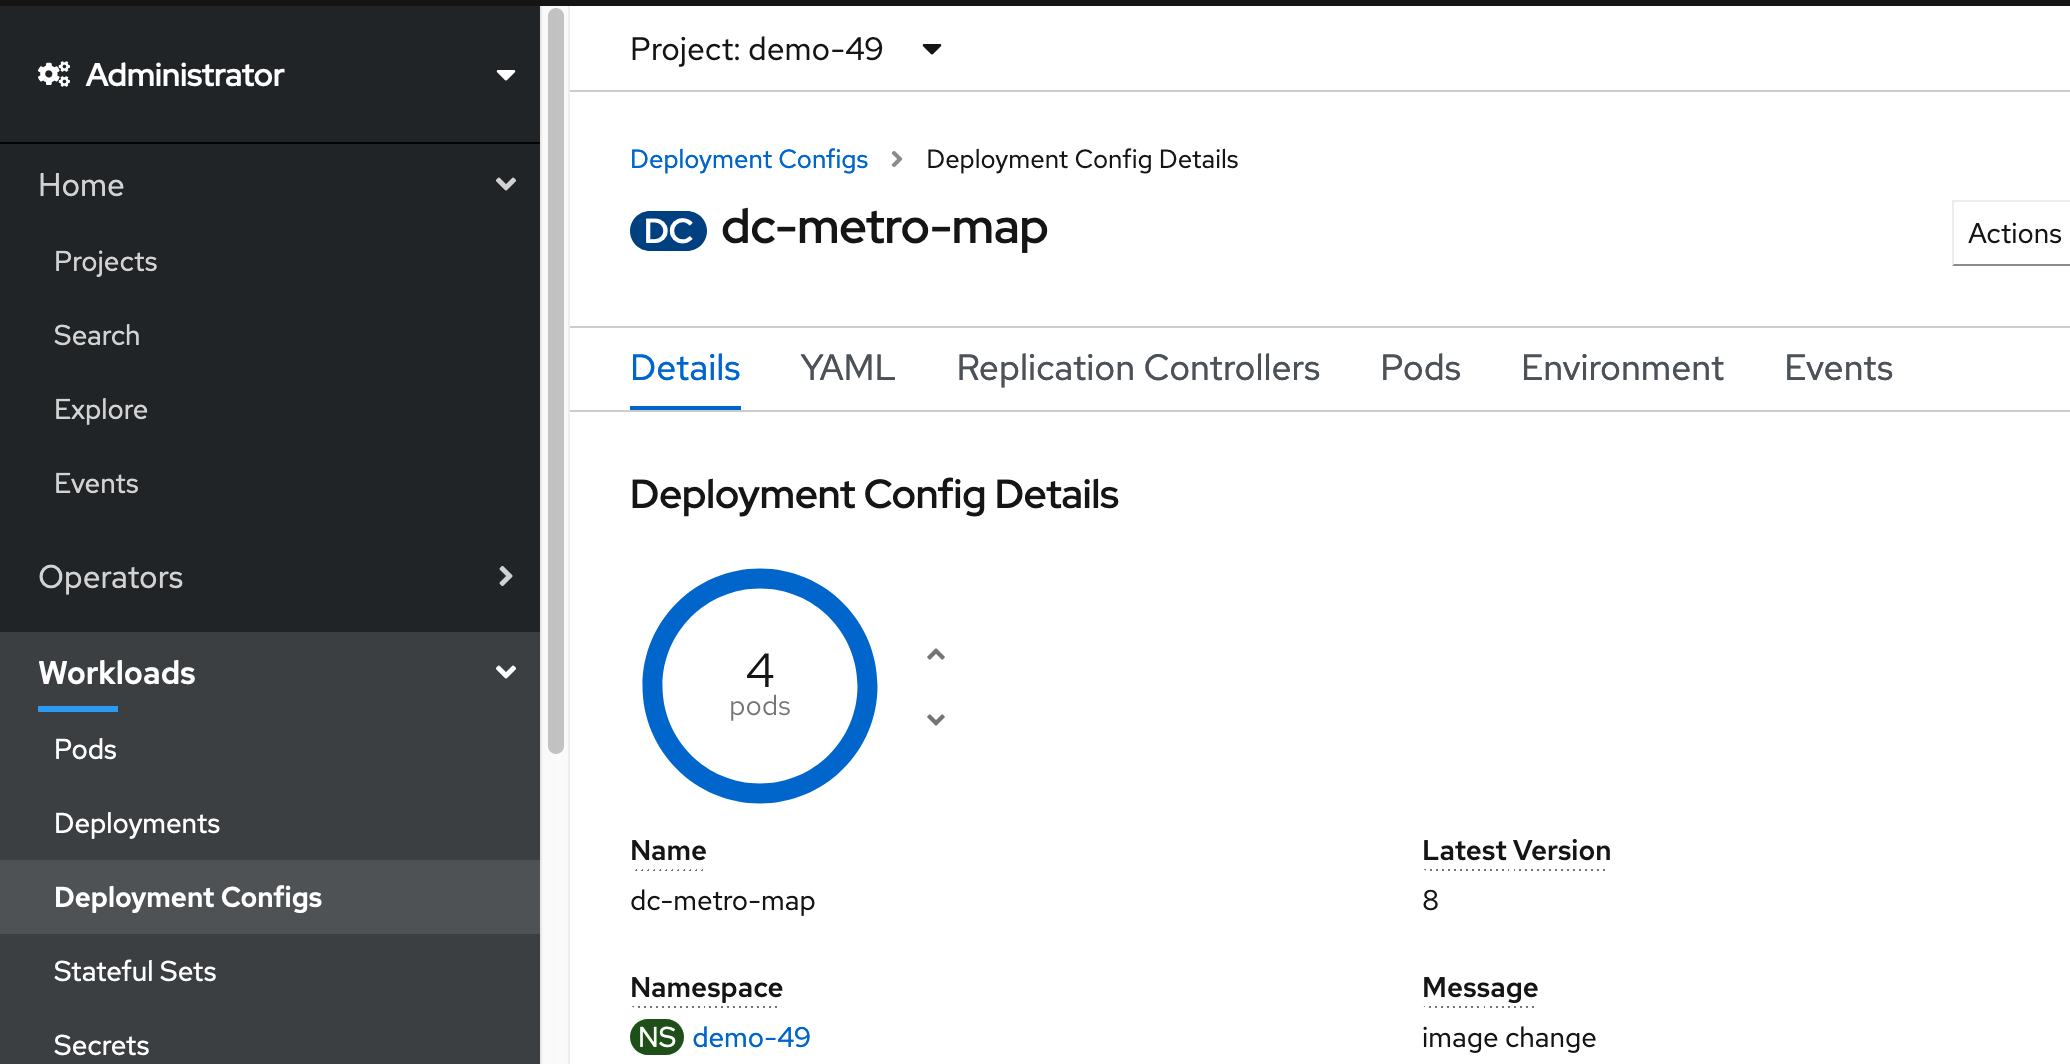 Administrator
Home
Projects
Search
Explore
Events
Operators
Workloads
Pods
Deployments
Deployment Configs
Stateful Sets
Secrets
Project: demo-49
Deployment Configs > Deployment Config Details
DC dc-metro-map
Actions
Details YAML Replication Controllers Pods Environment Events
Deployment Config Details
4
pods
Name
dc-metro-map
Latest Version
8
Namespace
NS demo-49
Message
image change